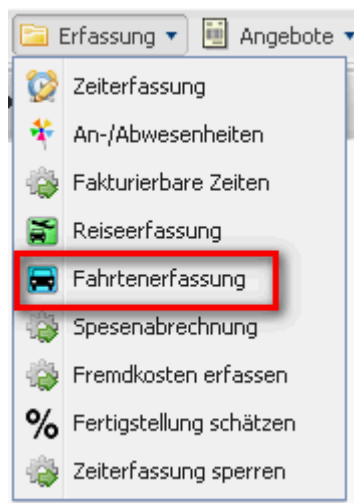 Erfassung Angebote
Zeiterfassung
An-/Abwesenheiten
Fakturierbare Zeiten
Reiseerfassung
Fahrtenerfassung
Spesenabrechnung
Fremdkosten erfassen
% Fertigstellung schätzen
Zeiterfassung sperren